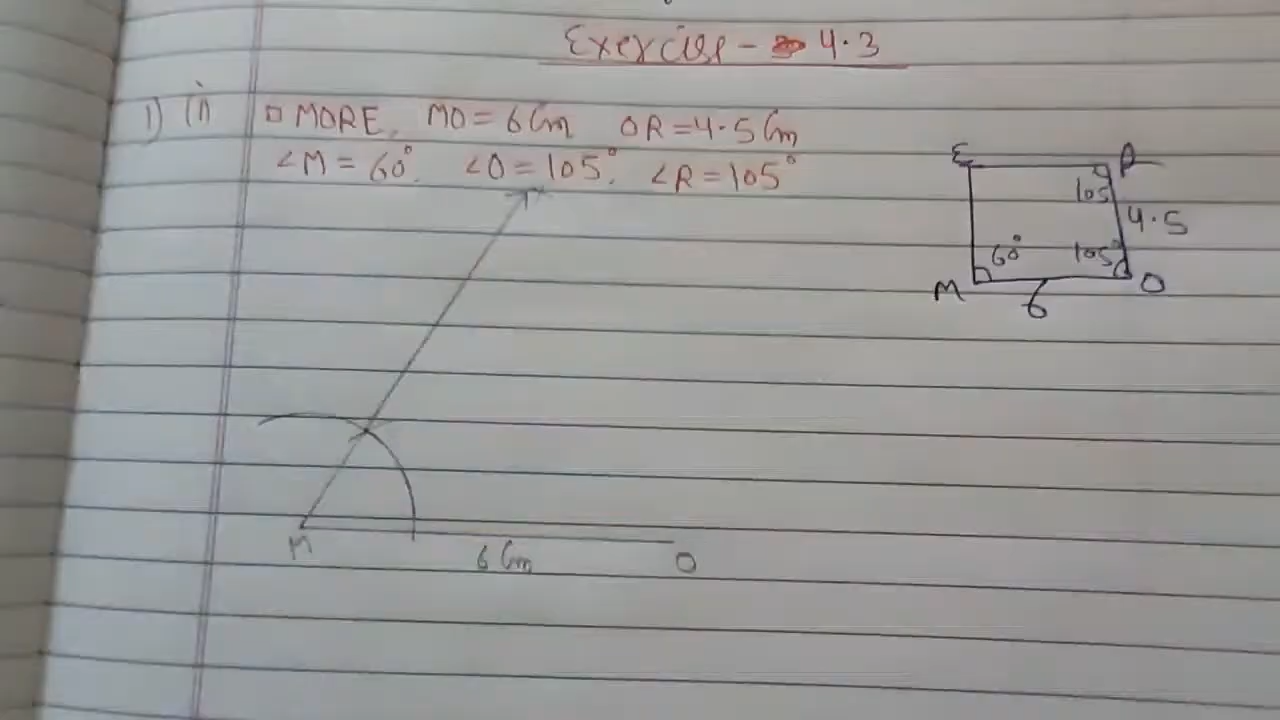 Exercise - 4.3
1) (i) □ MORE, MO = 6 Cm OR = 4.5 Cm
∠M = 60°, ∠O = 105°, ∠R = 105°
E R
105
4.5
60° 105°
M 6 O
M 6 Cm O